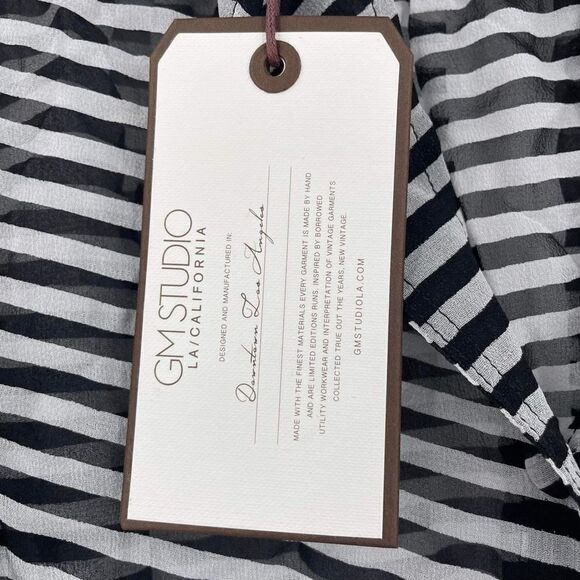 GM STUDIO
LA/CALIFORNIA
DESIGNED AND MANUFACTURED IN:
Downtown Los Angeles
MADE WITH THE FINEST MATERIALS EVERY GARMENT IS MADE BY HAND
AND ARE LIMITED EDITIONS RUNS. INSPIRED BY BORROWED
UTILITY WORKWEAR AND INTERPRETATION OF VINTAGE GARMENTS
COLLECTED TRUE OUT THE YEARS, NEW VINTAGE.
GMSTUDIOLA.COM